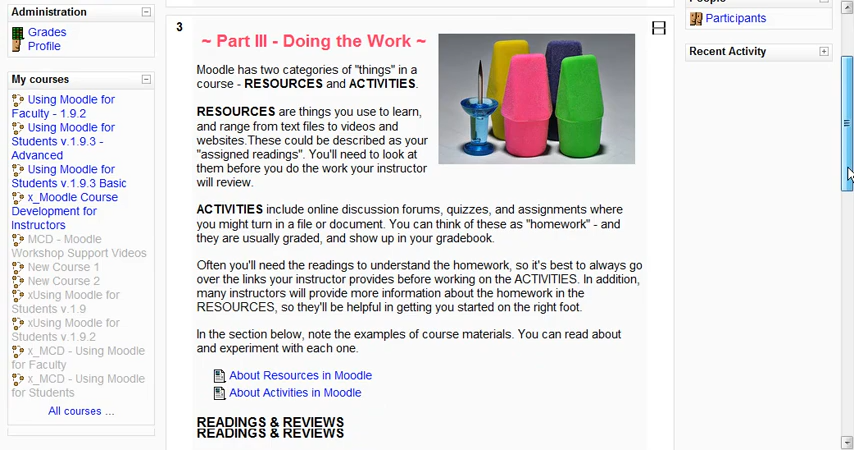 Administration
Grades
Profile
My courses
Using Moodle for
Faculty - 1.9.2
Using Moodle for
Students v.1.9.3 -
Advanced
Using Moodle for
Students v.1.9.3 Basic
x_Moodle Course
Development for
Instructors
MCD - Moodle
Workshop Support Videos
New Course 1
New Course 2
xUsing Moodle for
Students v.1.9
xUsing Moodle for
Students v.1.9.2
x_MCD - Using Moodle
for Faculty
x_MCD - Using Moodle
for Students
All courses ...
3
~ Part III - Doing the Work ~
Moodle has two categories of "things" in a
course - RESOURCES and ACTIVITIES.
RESOURCES are things you use to learn,
and range from text files to videos and
websites.These could be described as your
"assigned readings". You'll need to look at
them before you do the work your instructor
will review.
ACTIVITIES include online discussion forums, quizzes, and assignments where
you might turn in a file or document. You can think of these as "homework" - and
they are usually graded, and show up in your gradebook.
Often you'll need the readings to understand the homework, so it's best to always go
over the links your instructor provides before working on the ACTIVITIES. In addition,
many instructors will provide more information about the homework in the
RESOURCES, so they'll be helpful in getting you started on the right foot.
In the section below, note the examples of course materials. You can read about
and experiment with each one.
About Resources in Moodle
About Activities in Moodle
READINGS & REVIEWS
READINGS & REVIEWS
Participants
Recent Activity